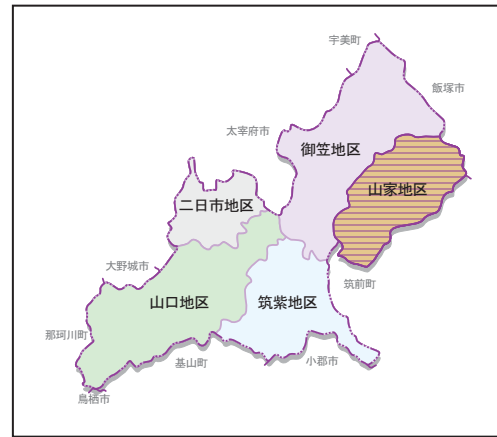 宇美町
飯塚市
太宰府市
御笠地区
山家地区
二日市地区
大野城市
筑前町
山口地区
筑紫地区
那珂川町
基山町
小郡市
鳥栖市